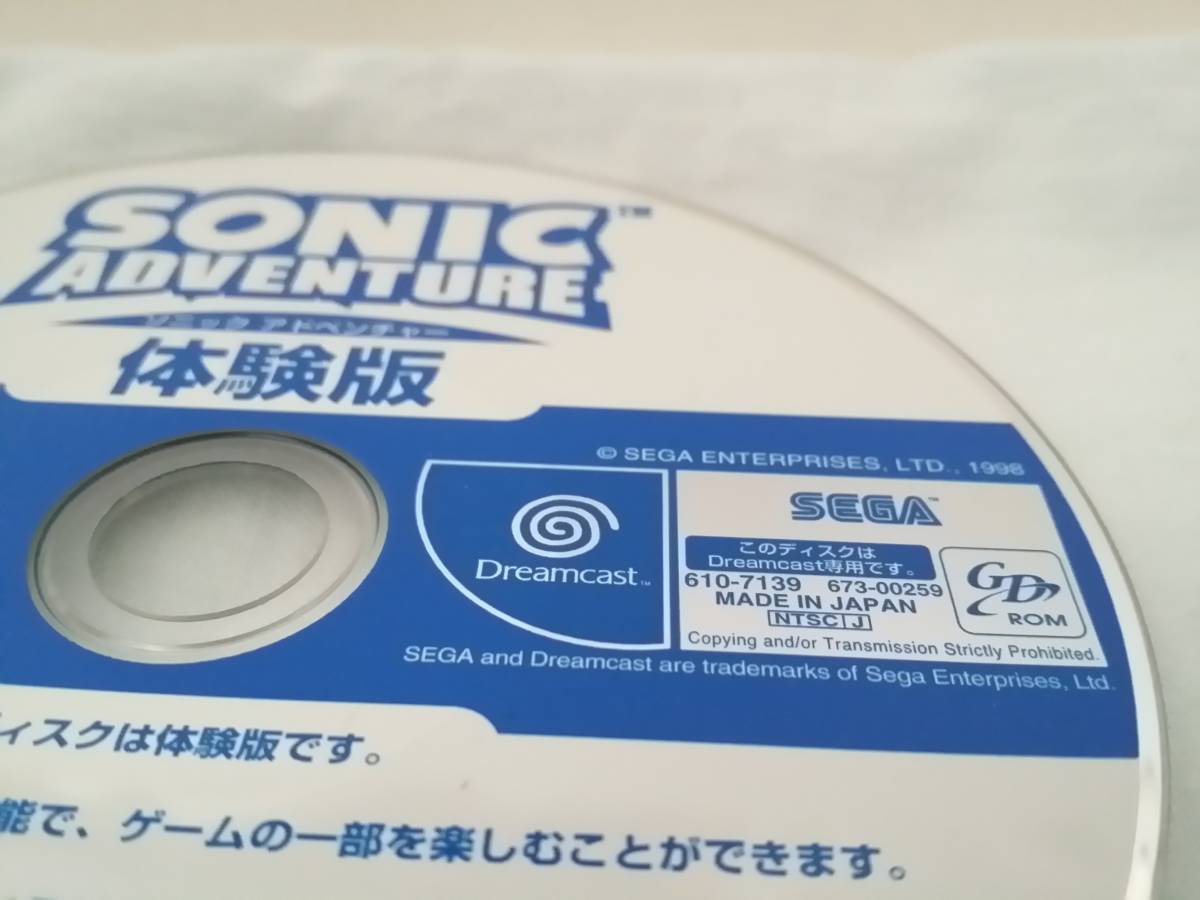 SONIC™
ADVENTURE
ソニック アドベンチャー
体験版
© SEGA ENTERPRISES, LTD., 1998
Dreamcast™
SEGA™
このディスクは
Dreamcast専用です。
610-7139 673-00259
MADE IN JAPAN
NTSC J
Copying and/or Transmission Strictly Prohibited.
GD
ROM
SEGA and Dreamcast are trademarks of Sega Enterprises, Ltd.
ディスクは体験版です。
能で、ゲームの一部を楽しむことができます。